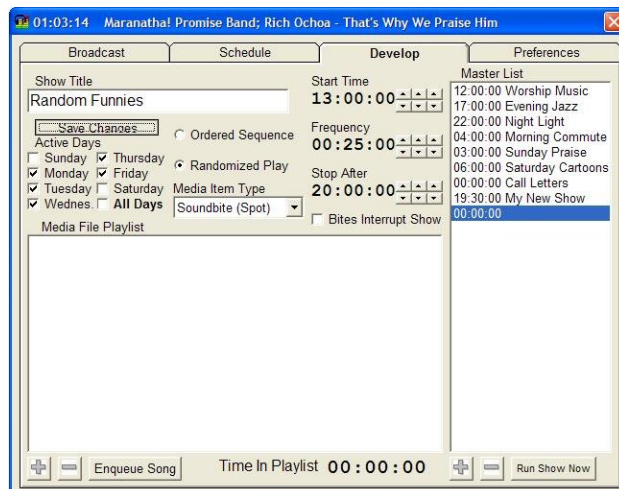 01:03:14 Maranatha! Promise Band; Rich Ochoa - That's Why We Praise Him
Broadcast
Schedule
Develop
Preferences
Show Title
Random Funnies
Save Changes
Active Days
Sunday
Thursday
Monday
Friday
Tuesday
Saturday
Wednes.
All Days
Ordered Sequence
Randomized Play
Media Item Type
Soundbite (Spot)
Start Time
13:00:00
Frequency
00:25:00
Stop After
20:00:00
Bites Interrupt Show
Master List
12:00:00 Worship Music
17:00:00 Evening Jazz
22:00:00 Night Light
04:00:00 Morning Commute
03:00:00 Sunday Praise
06:00:00 Saturday Cartoons
00:00:00 Call Letters
19:30:00 My New Show
00:00:00
Media File Playlist
Enqueue Song
Time In Playlist 00:00:00
Run Show Now